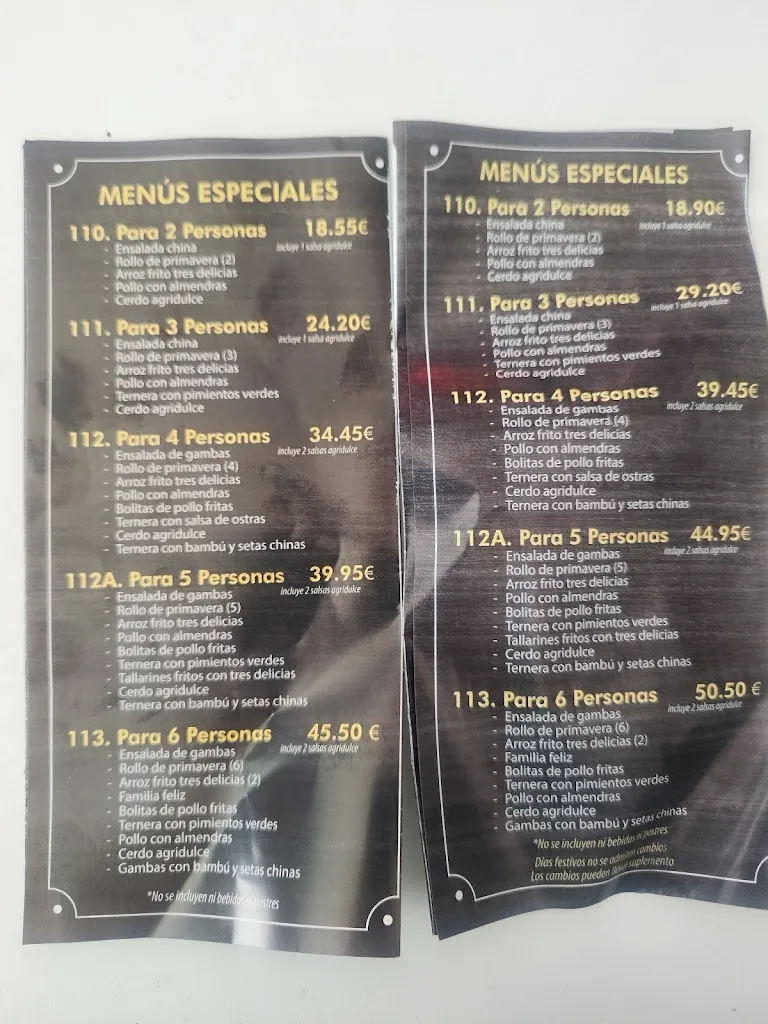 MENÚS ESPECIALES
110. Para 2 Personas 18.55€
incluye 1 salsa agridulce
- Ensalada china
- Rollo de primavera (2)
- Arroz frito tres delicias
- Pollo con almendras
- Cerdo agridulce
111. Para 3 Personas 24.20€
incluye 1 salsa agridulce
- Ensalada china
- Rollo de primavera (3)
- Arroz frito tres delicias
- Pollo con almendras
- Ternera con pimientos verdes
- Cerdo agridulce
112. Para 4 Personas 34.45€
incluye 2 salsas agridulce
- Ensalada de gambas
- Rollo de primavera (4)
- Arroz frito tres delicias
- Pollo con almendras
- Bolitas de pollo fritas
- Ternera con salsa de ostras
- Cerdo agridulce
- Ternera con bambú y setas chinas
112A. Para 5 Personas 39.95€
incluye 2 salsas agridulce
- Ensalada de gambas
- Rollo de primavera (5)
- Arroz frito tres delicias
- Pollo con almendras
- Bolitas de pollo fritas
- Ternera con pimientos verdes
- Tallarines fritos con tres delicias
- Cerdo agridulce
- Ternera con bambú y setas chinas
113. Para 6 Personas 45.50 €
incluye 2 salsas agridulce
- Ensalada de gambas
- Rollo de primavera (6)
- Arroz frito tres delicias (2)
- Familia feliz
- Bolitas de pollo fritas
- Ternera con pimientos verdes
- Pollo con almendras
- Cerdo agridulce
- Gambas con bambú y setas chinas
*No se incluyen ni bebidas ni postres
MENÚS ESPECIALES
110. Para 2 Personas 18.90€
incluye 1 salsa agridulce
- Ensalada china
- Rollo de primavera (2)
- Arroz frito tres delicias
- Pollo con almendras
- Cerdo agridulce
111. Para 3 Personas 29.20€
incluye 1 salsa agridulce
- Ensalada china
- Rollo de primavera (3)
- Arroz frito tres delicias
- Pollo con almendras
- Ternera con pimientos verdes
- Cerdo agridulce
112. Para 4 Personas 39.45€
incluye 2 salsas agridulce
- Ensalada de gambas
- Rollo de primavera (4)
- Arroz frito tres delicias
- Pollo con almendras
- Bolitas de pollo fritas
- Ternera con salsa de ostras
- Cerdo agridulce
- Ternera con bambú y setas chinas
112A. Para 5 Personas 44.95€
incluye 2 salsas agridulce
- Ensalada de gambas
- Rollo de primavera (5)
- Arroz frito tres delicias
- Pollo con almendras
- Bolitas de pollo fritas
- Ternera con pimientos verdes
- Tallarines fritos con tres delicias
- Cerdo agridulce
- Ternera con bambú y setas chinas
113. Para 6 Personas 50.50 €
incluye 2 salsas agridulce
- Ensalada de gambas
- Rollo de primavera (6)
- Arroz frito tres delicias (2)
- Familia feliz
- Bolitas de pollo fritas
- Ternera con pimientos verdes
- Pollo con almendras
- Cerdo agridulce
- Gambas con bambú y setas chinas
*No se incluyen ni bebidas ni postres
Días festivos no se admiten cambios
Los cambios pueden llevar suplemento